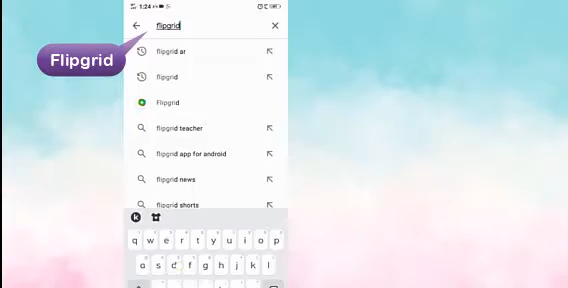 1:24
flipgrid
Flipgrid
flipgrid ar
flipgrid
Flipgrid
flipgrid teacher
flipgrid app for android
flipgrid news
flipgrid shorts
q w e r t y u i o p
a s d f g h j k l